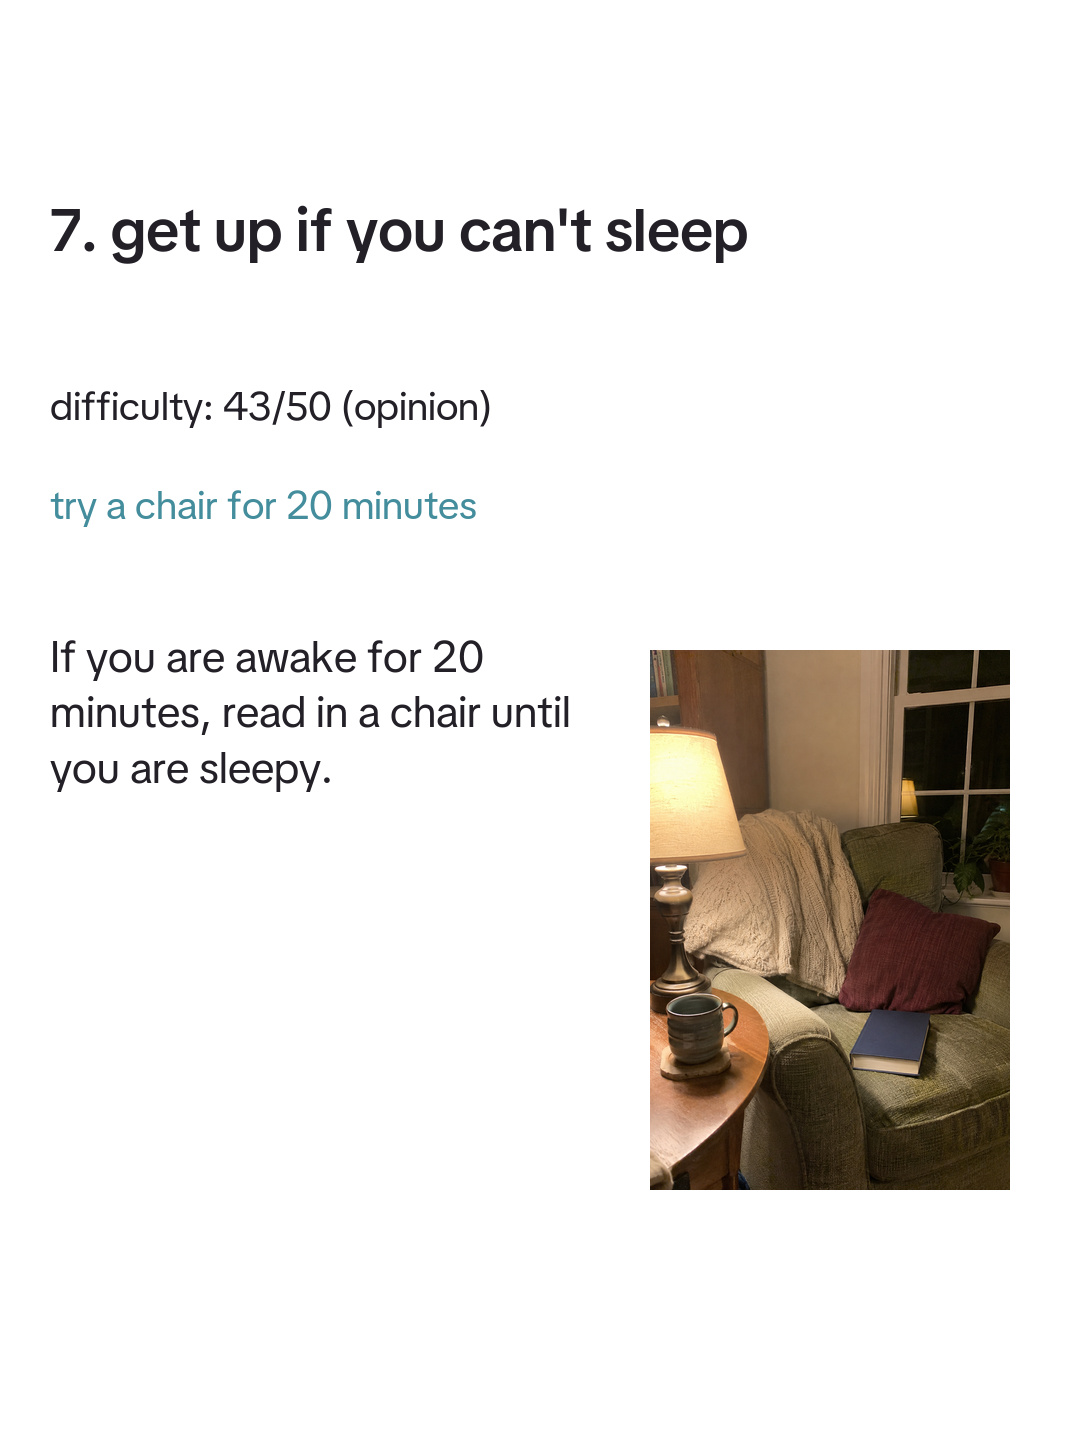 7. get up if you can't sleep
difficulty: 43/50 (opinion)
try a chair for 20 minutes
If you are awake for 20
minutes, read in a chair until
you are sleepy.